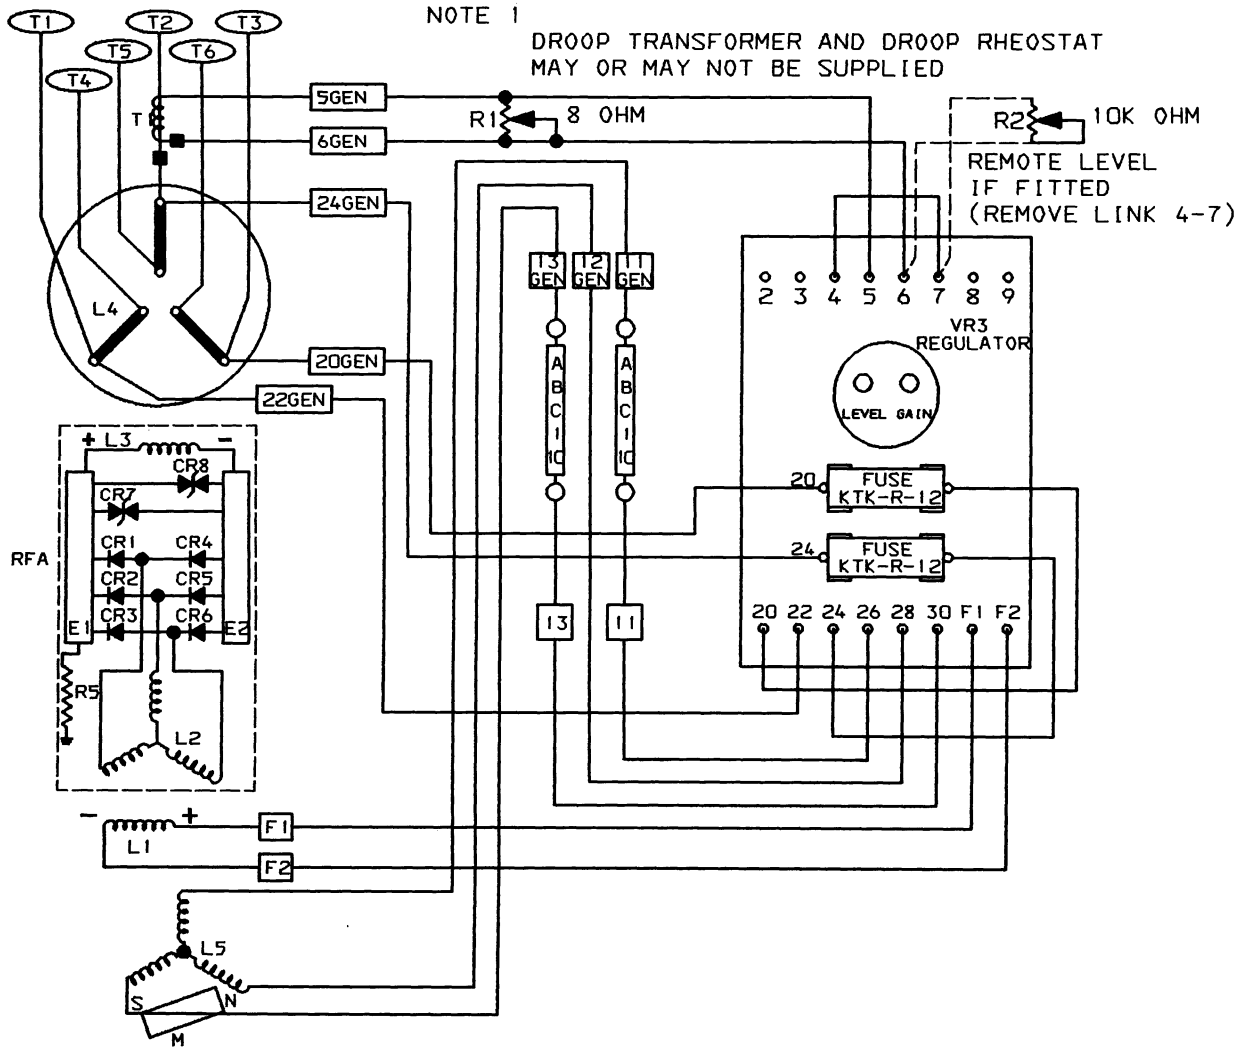 T1
T2
T3
NOTE 1
T5
T6
T4
DROOP TRANSFORMER AND DROOP RHEOSTAT
MAY OR MAY NOT BE SUPPLIED
5GEN
R1
8 OHM
R2
10K OHM
6GEN
REMOTE LEVEL
IF FITTED
(REMOVE LINK 4-7)
24GEN
13
GEN
12
GEN
11
GEN
2
3
4
5
6
7
8
9
L4
VR3
REGULATOR
20GEN
22GEN
A
B
C
1
10
A
B
C
1
10
LEVEL GAIN
+ L3 -
CR8
CR7
20
FUSE
KTK-R-12
24
FUSE
KTK-R-12
RFA
CR1
CR4
CR2
CR5
CR3
CR6
E1
E2
13
11
20 22 24 26 28 30 F1 F2
R5
L2
- +
L1
F1
F2
L5
S
N
M